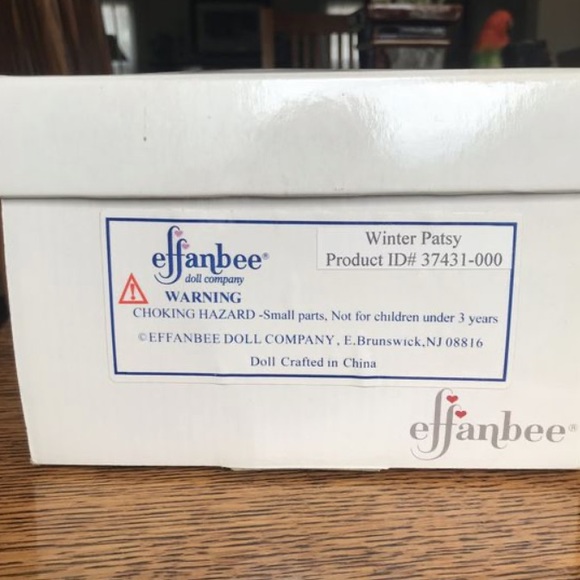 effanbee®
doll company
Winter Patsy
Product ID# 37431-000
WARNING
CHOKING HAZARD -Small parts, Not for children under 3 years
©EFFANBEE DOLL COMPANY, E.Brunswick,NJ 08816
Doll Crafted in China
effanbee®